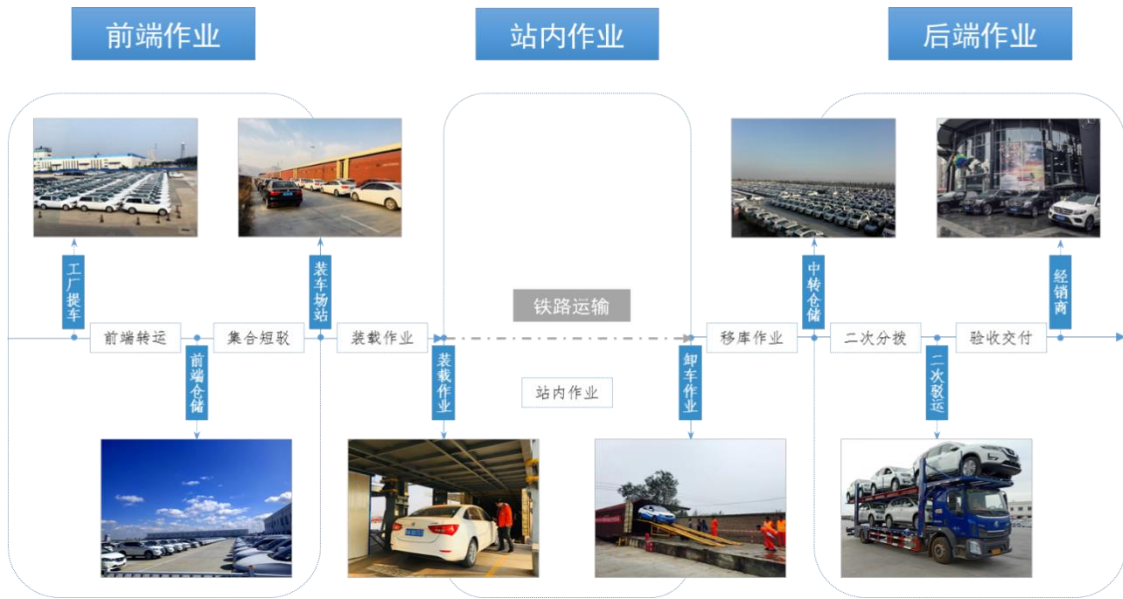 前端作业
站内作业
后端作业
工厂提车
装车场站
中转仓储
经销商
铁路运输
前端转运
集合短驳
装载作业
移库作业
二次分拨
验收交付
前端仓储
装载作业
站内作业
卸车作业
二次驳运